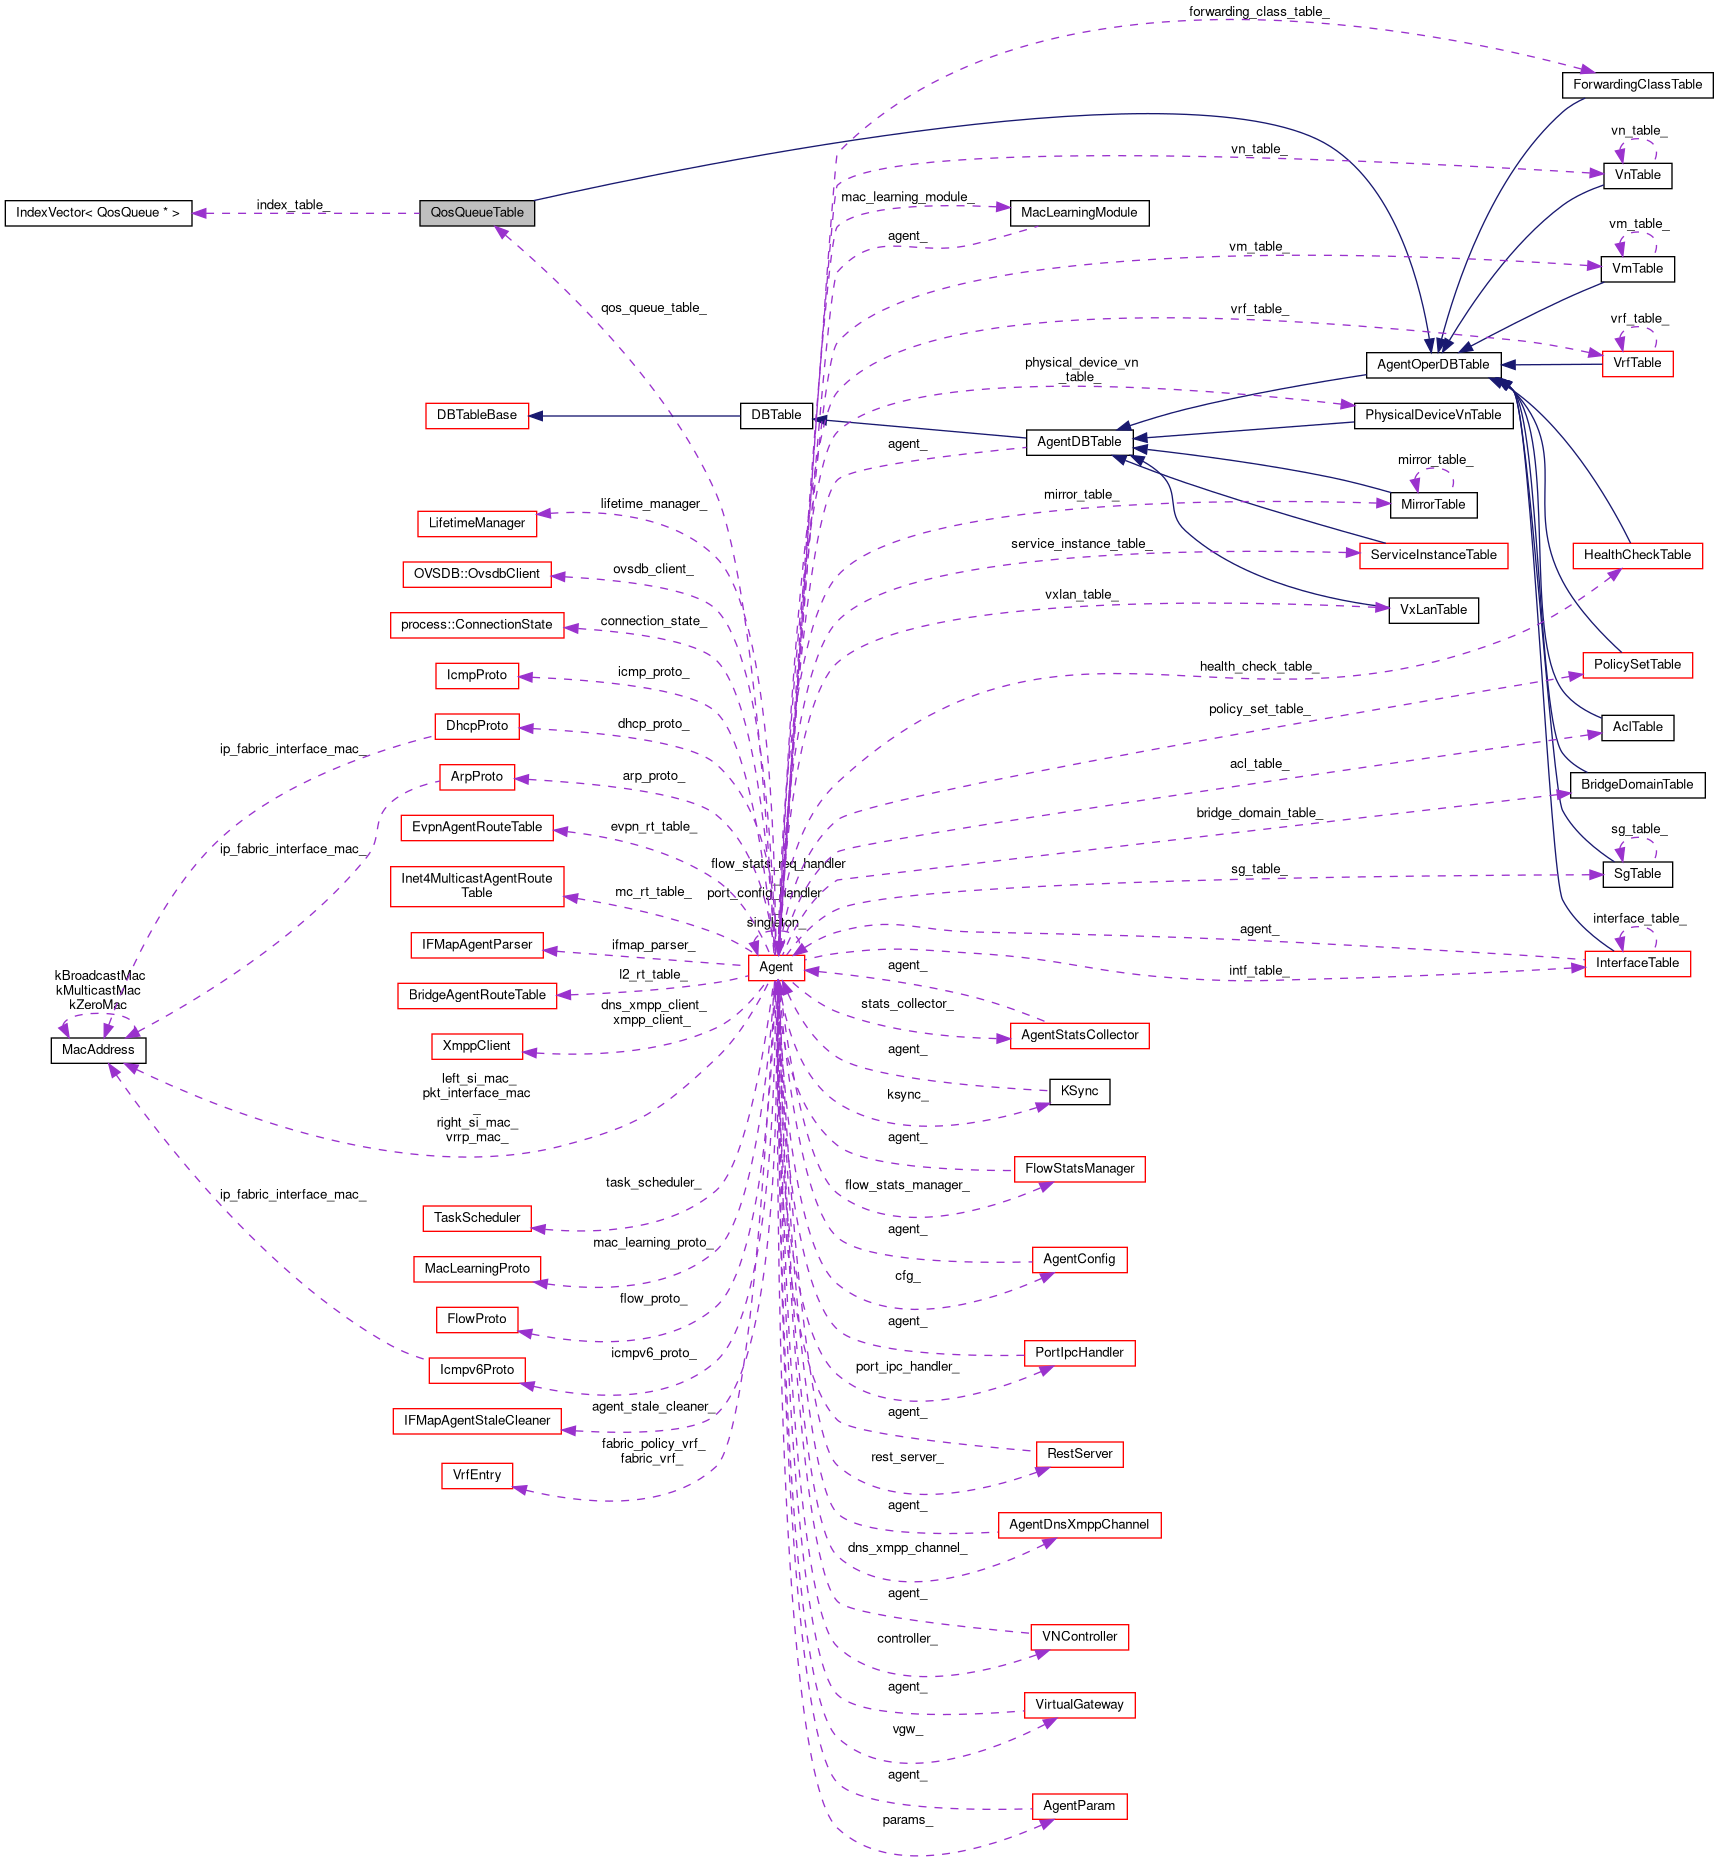 forwarding_class_table_
ForwardingClassTable
vn_table_
vn_table_
VnTable
mac_learning_module_
MacLearningModule
IndexVector< QosQueue * >
index_table_
QosQueueTable
agent_
vm_table_
vm_table_
VmTable
qos_queue_table_
vrf_table_
vrf_table_
VrfTable
physical_device_vn
_table_
AgentOperDBTable
DBTableBase
DBTable
PhysicalDeviceVnTable
agent_
AgentDBTable
mirror_table_
mirror_table_
MirrorTable
lifetime_manager_
LifetimeManager
service_instance_table_
ServiceInstanceTable
HealthCheckTable
ovsdb_client_
OVSDB::OvsdbClient
vxlan_table_
VxLanTable
connection_state_
process::ConnectionState
icmp_proto_
IcmpProto
health_check_table_
PolicySetTable
policy_set_table_
dhcp_proto_
DhcpProto
AclTable
ip_fabric_interface_mac_
acl_table_
arp_proto_
ArpProto
BridgeDomainTable
bridge_domain_table_
evpn_rt_table_
EvpnAgentRouteTable
sg_table_
ip_fabric_interface_mac_
flow_stats_req_handler
port_config_handler
singleton_
sg_table_
SgTable
Inet4MulticastAgentRoute
Table
mc_rt_table_
interface_table_
agent_
IFMapAgentParser
ifmap_parser_
Agent
agent_
intf_table_
InterfaceTable
kBroadcastMac
kMulticastMac
kZeroMac
BridgeAgentRouteTable
l2_rt_table_
stats_collector_
AgentStatsCollector
dns_xmpp_client_
xmpp_client_
XmppClient
MacAddress
agent_
KSync
ksync_
left_si_mac_
pkt_interface_mac
_
right_si_mac_
vrrp_mac_
agent_
FlowStatsManager
flow_stats_manager_
ip_fabric_interface_mac_
task_scheduler_
TaskScheduler
agent_
mac_learning_proto_
MacLearningProto
AgentConfig
cfg_
flow_proto_
FlowProto
agent_
icmpv6_proto_
Icmpv6Proto
PortIpcHandler
port_ipc_handler_
agent_stale_cleaner_
IFMapAgentStaleCleaner
agent_
fabric_policy_vrf_
fabric_vrf_
VrfEntry
RestServer
rest_server_
agent_
AgentDnsXmppChannel
dns_xmpp_channel_
agent_
VNController
controller_
agent_
VirtualGateway
vgw_
agent_
AgentParam
params_